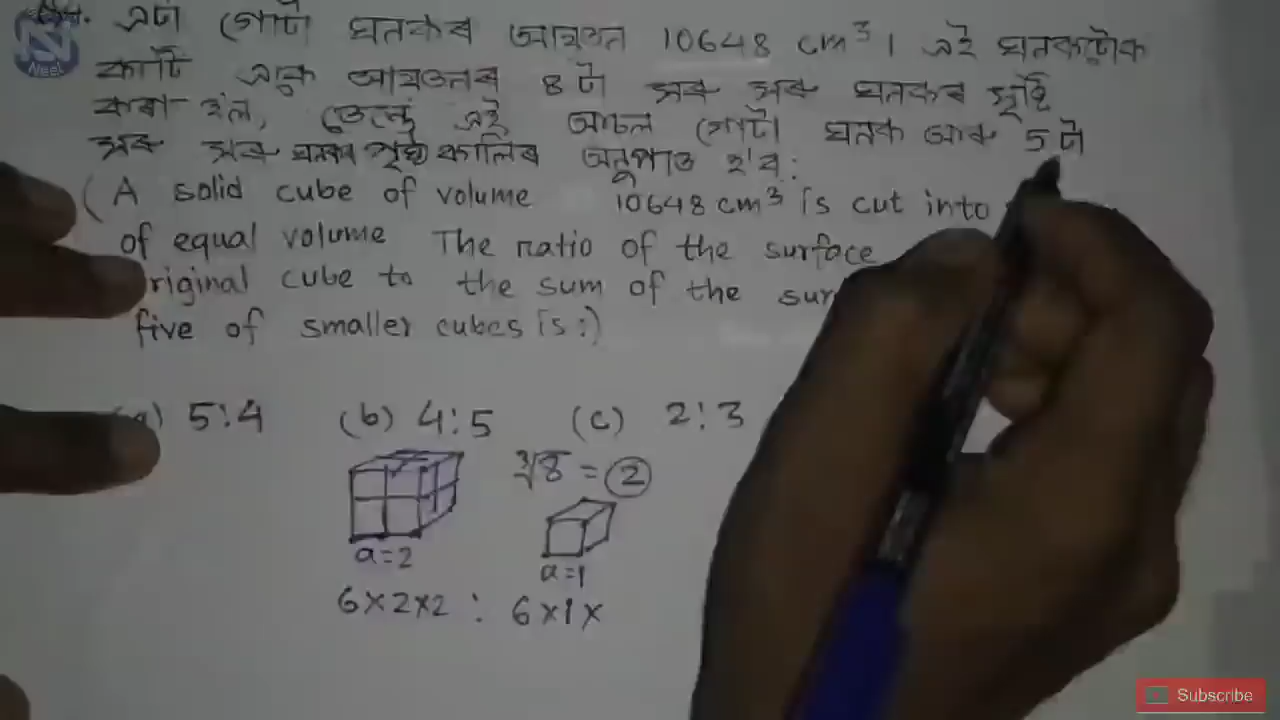 এটা গোটা ঘনকৰ আয়তন 10648 cm³। এই ঘনকটোক
কাটি একে আয়তনৰ 8 টা সৰু সৰু ঘনকৰ সৃষ্টি
কৰা হ'ল, তেন্তে এই আচল গোটা ঘনক আৰু 5 টা
সৰু সৰু ঘনকৰ পৃষ্ঠ কালিৰ অনুপাত হ'ব:
(A solid cube of volume 10648 cm³ is cut into
of equal volume The ratio of the surface
original cube to the sum of the
five of smaller cubes is:)
(a) 5:4 (b) 4:5 (c) 2:3
∛8 = 2
a=2 a=1
6×2×2 : 6×1×
Neel
Subscribe